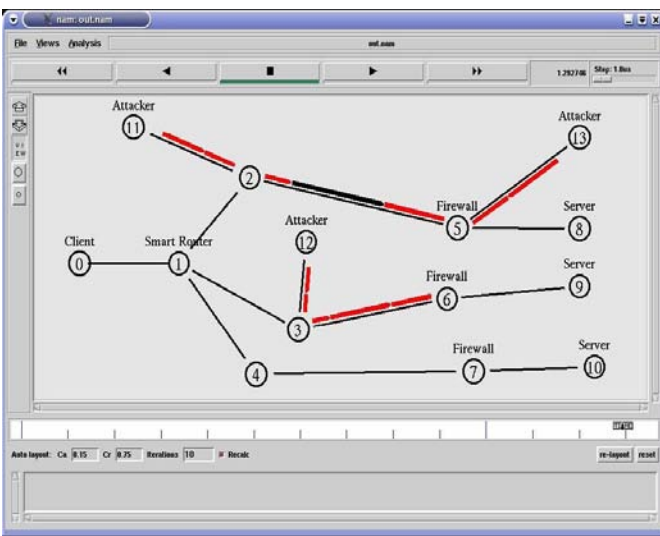 nam: out.nam
File Views Analysis out.nam
1.292746 Step: 1.0us
Attacker
11
Attacker
13
2
Firewall
5
Server
8
Attacker
12
Client
0
Smart Router
1
Firewall
6
Server
9
3
Firewall
7
Server
10
4
Auto layout: Ca 0.15 Cr 0.75 Iterations 10 Recalc re-layout reset